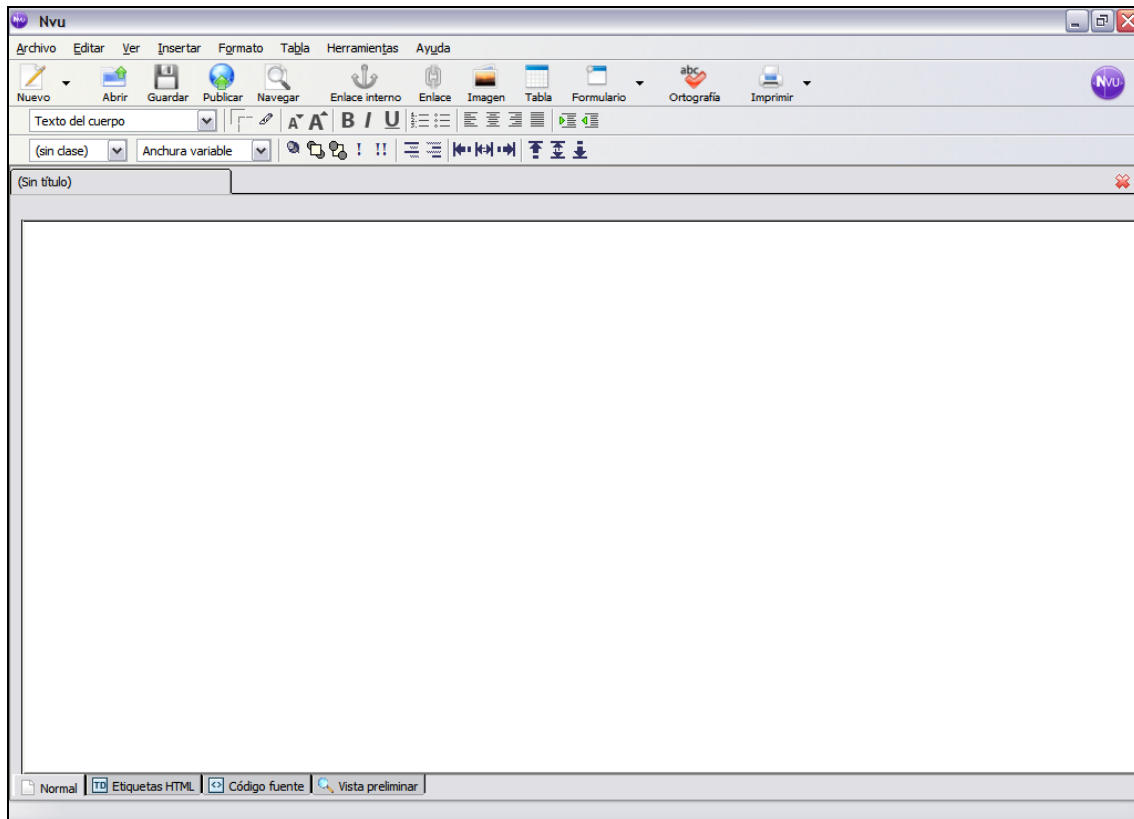 Nvu
Archivo Editar Ver Insertar Formato Tabla Herramientas Ayuda
abc
Nuevo Abrir Guardar Publicar Navegar Enlace interno Enlace Imagen Tabla Formulario Ortografía Imprimir
NVU
Texto del cuerpo A A B I U
(sin clase) Anchura variable ! !!
(Sin título)
Normal TD Etiquetas HTML <> Código fuente Vista preliminar